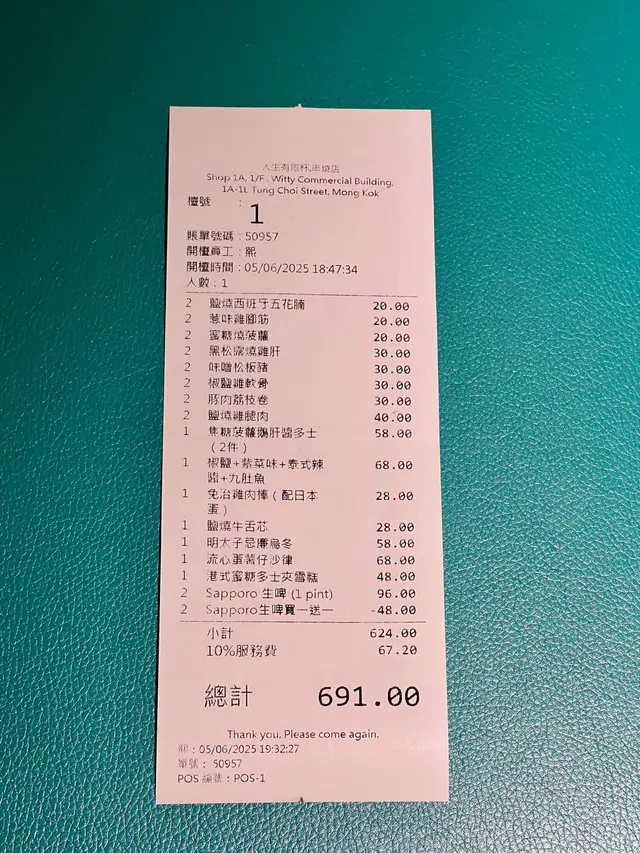 人生有限杯.串燒店
Shop 1A, 1/F., Witty Commercial Building,
1A-1L Tung Choi Street, Mong Kok
檯號 : 1
賬單號碼 : 50957
開檯員工 : 熙
開檯時間 : 05/06/2025 18:47:34
人數 : 1
2 鹽燒西班牙五花腩 20.00
2 惹味雞腳筋 20.00
2 蜜糖燒菠蘿 20.00
2 黑松露燒雞肝 30.00
2 味噌松板豬 30.00
2 椒鹽雞軟骨 30.00
2 豚肉荔枝卷 30.00
2 鹽燒雞腿肉 40.00
1 焦糖菠蘿鵝肝醬多士 58.00
（2件）
1 椒鹽+紫菜味+泰式辣 68.00
醬+九肚魚
1 免治雞肉棒（配日本 28.00
蛋）
1 鹽燒牛舌芯 28.00
1 明太子忌廉烏冬 58.00
1 流心蛋薯仔沙律 68.00
1 港式蜜糖多士夾雪糕 48.00
2 Sapporo 生啤 (1 pint) 96.00
2 Sapporo生啤買一送一 -48.00
小計 624.00
10%服務費 67.20
總計 691.00
Thank you. Please come again.
: 05/06/2025 19:32:27
單號 : 50957
POS 編號 : POS-1